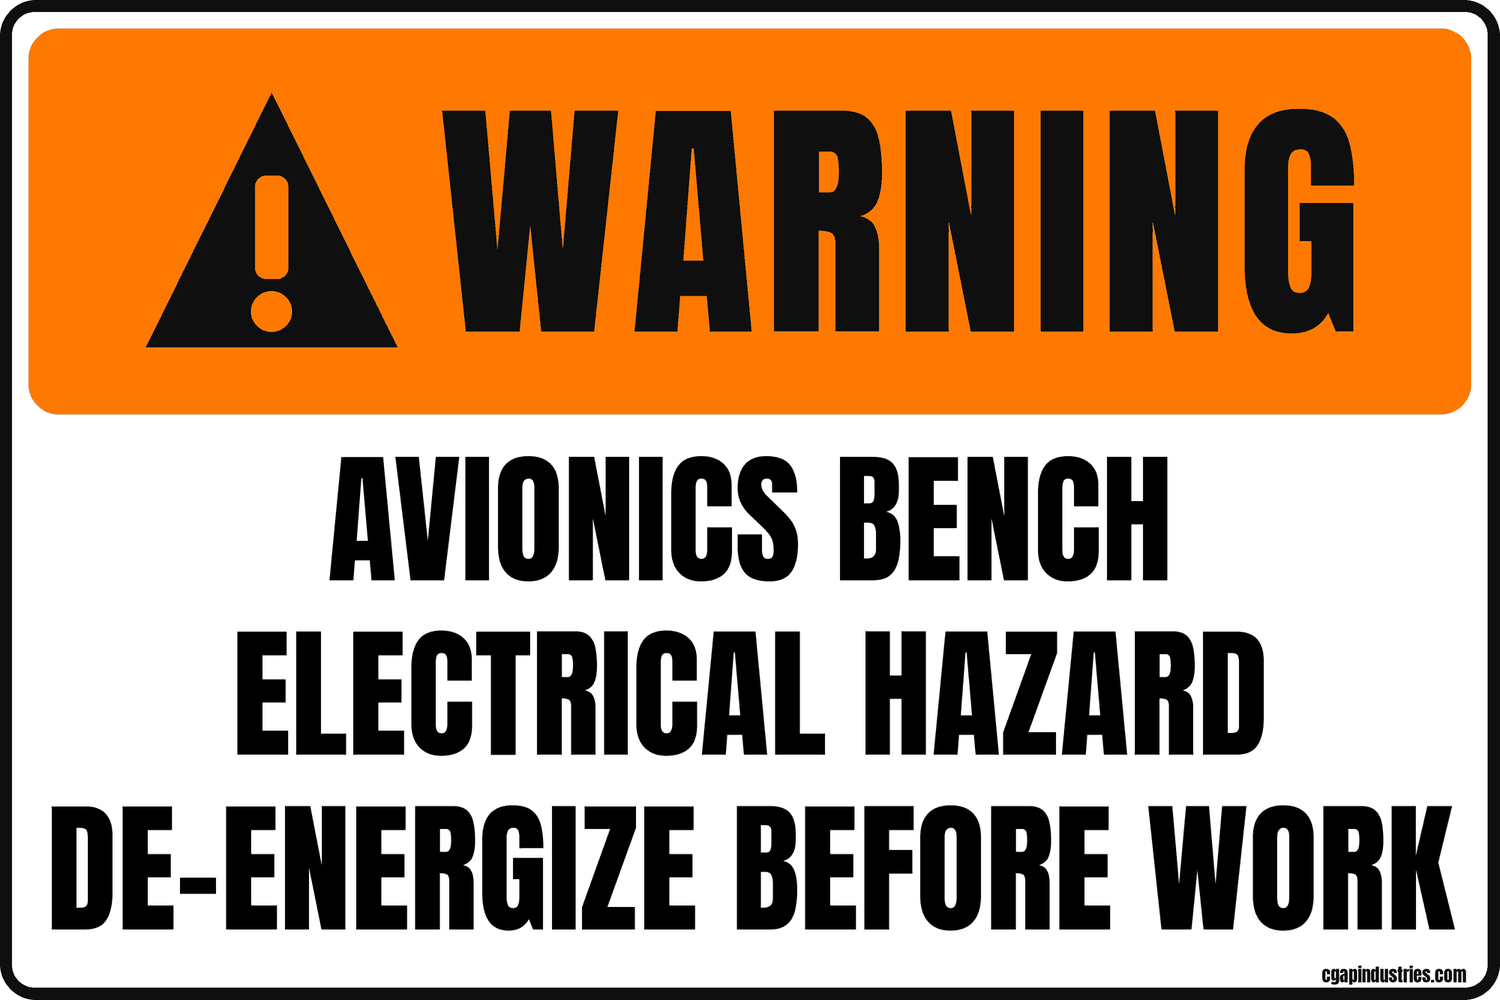 WARNING
AVIONICS BENCH
ELECTRICAL HAZARD
DE-ENERGIZE BEFORE WORK
cgapindustries.com